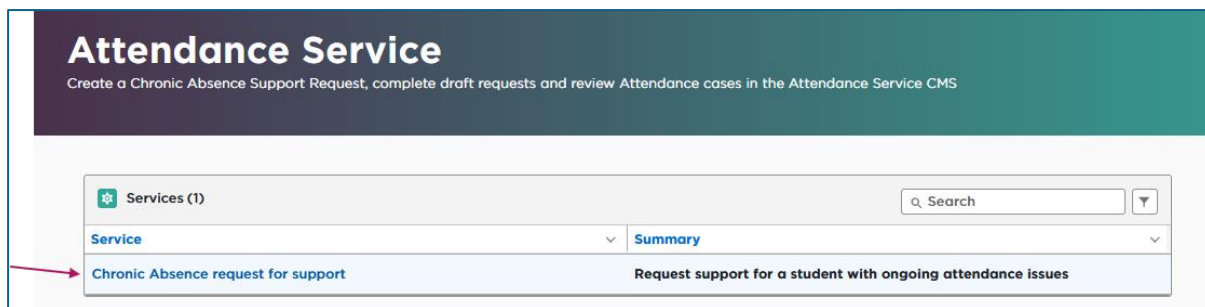 Attendance Service
Create a Chronic Absence Support Request, complete draft requests and review Attendance cases in the Attendance Service CMS
Services (1)
Search
Service Summary
Chronic Absence request for support Request support for a student with ongoing attendance issues